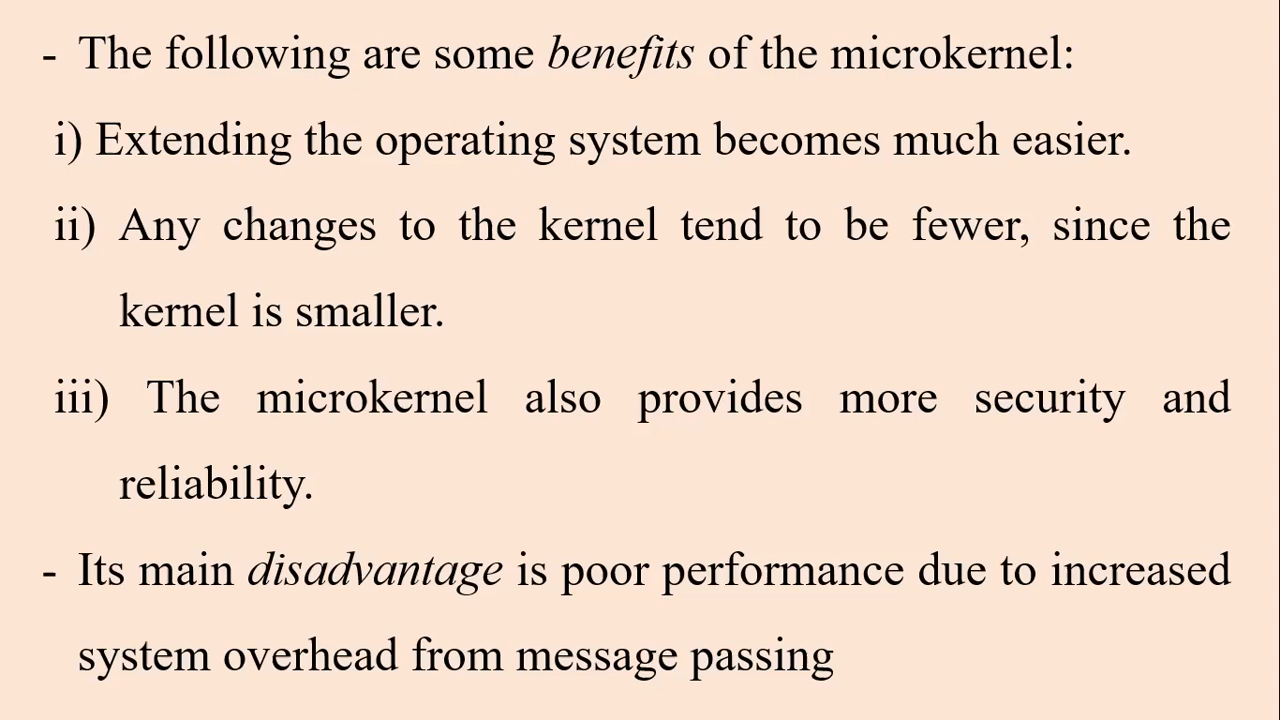 - The following are some benefits of the microkernel:
i) Extending the operating system becomes much easier.
ii) Any changes to the kernel tend to be fewer, since the
kernel is smaller.
iii) The microkernel also provides more security and
reliability.
- Its main disadvantage is poor performance due to increased
system overhead from message passing